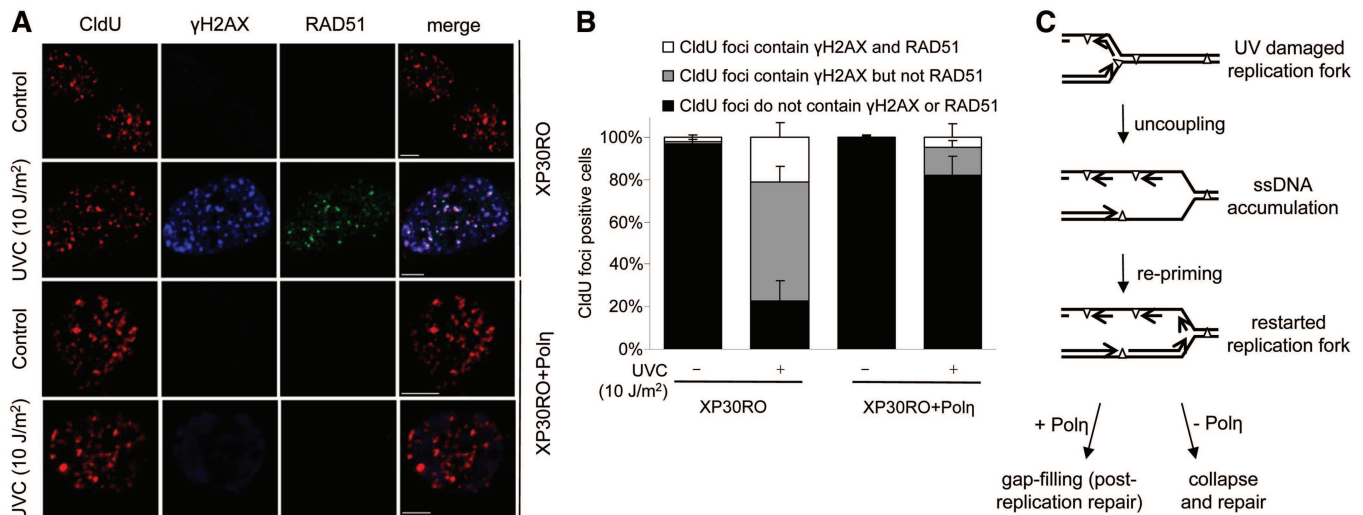 A
CldU γH2AX RAD51 merge
Control
UVC (10 J/m²)
Control
UVC (10 J/m²)
XP30RO
XP30RO+Polη
B
CldU foci contain γH2AX and RAD51
CldU foci contain γH2AX but not RAD51
CldU foci do not contain γH2AX or RAD51
CldU foci positive cells
100%
80%
60%
40%
20%
0%
UVC − + − +
(10 J/m²)
XP30RO XP30RO+Polη
C
UV damaged
replication fork
uncoupling
ssDNA
accumulation
re-priming
restarted
replication fork
+ Polη - Polη
gap-filling (post-
replication repair)
collapse
and repair